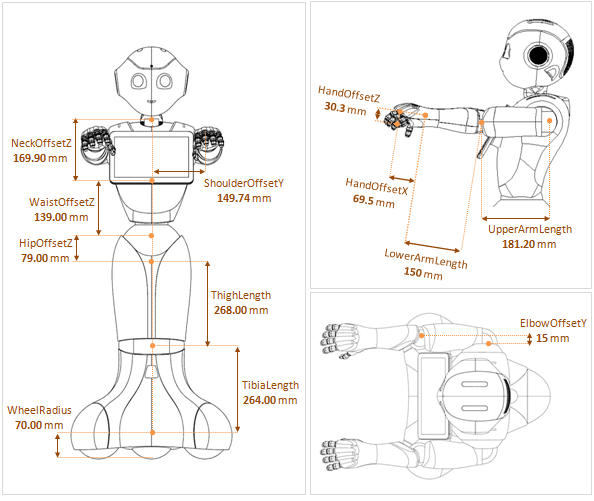 NeckOffsetZ
169.90 mm
ShoulderOffsetY
149.74 mm
WaistOffsetZ
139.00 mm
HipOffsetZ
79.00 mm
ThighLength
268.00 mm
TibiaLength
264.00 mm
WheelRadius
70.00 mm
HandOffsetZ
30.3 mm
HandOffsetX
69.5 mm
UpperArmLength
181.20 mm
LowerArmLength
150 mm
ElbowOffsetY
15 mm